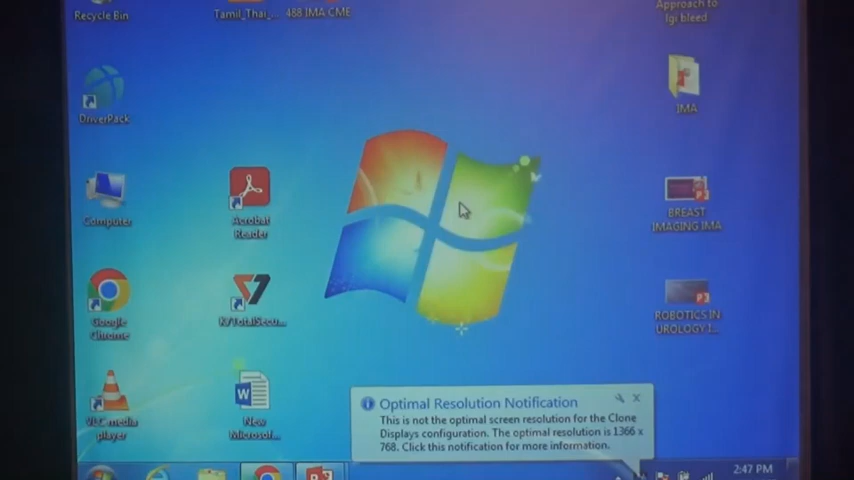 Recycle Bin
Tamil_Thai_...
488 IMA CME
Approach to
lgi bleed
DriverPack
IMA
Computer
Acrobat
Reader
BREAST
IMAGING IMA
Google
Chrome
K7TotalSecu...
ROBOTICS IN
UROLOGY I...
VLC media
player
New
Microsof...
Optimal Resolution Notification
This is not the optimal screen resolution for the Clone
Displays configuration. The optimal resolution is 1366 x
768. Click this notification for more information.
2:47 PM